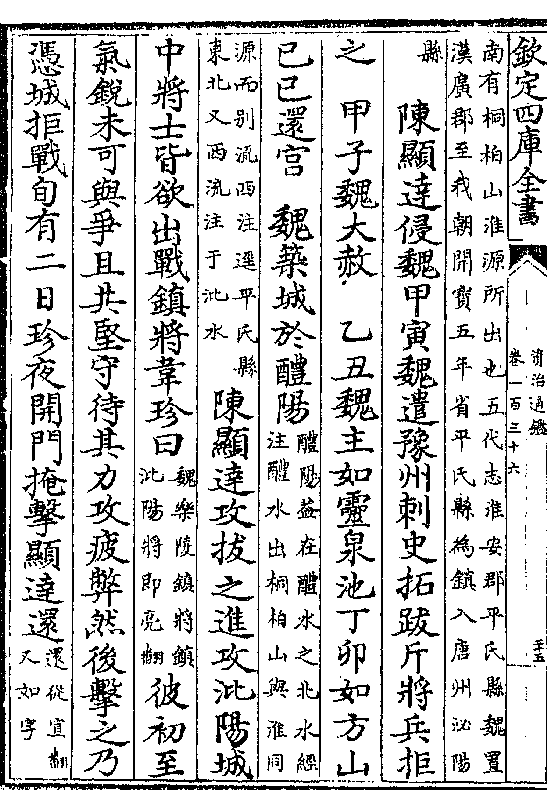 欽定四庫全書
資治通鑑
卷一百三十六
三五
南有桐柏山淮源所出也五代志淮安郡平氏縣魏置
漢廣郡至我朝開寶五年省平氏縣為鎮入唐州泌陽
縣
陳顯達侵魏甲寅魏遣豫州刺史拓跋斤將兵拒
之 甲子魏大赦 乙丑魏主如靈泉池丁卯如方山
己巳還宮 魏築城於醴陽
醴陽蓋在醴水之北水經
注醴水出桐柏山與淮同
源而别流西注逕平氏縣
東北又西流注于泚水
陳顯達攻拔之進攻泚陽城
中將士皆欲出戰鎮將韋珍曰
魏樂陵鎮將鎮
泚陽將即亮翻
彼初至
氣銳未可與爭且共堅守待其力攻疲弊然後擊之乃
憑城拒戰旬有二日珍夜開門掩擊顯達還
還從宣翻
又如字